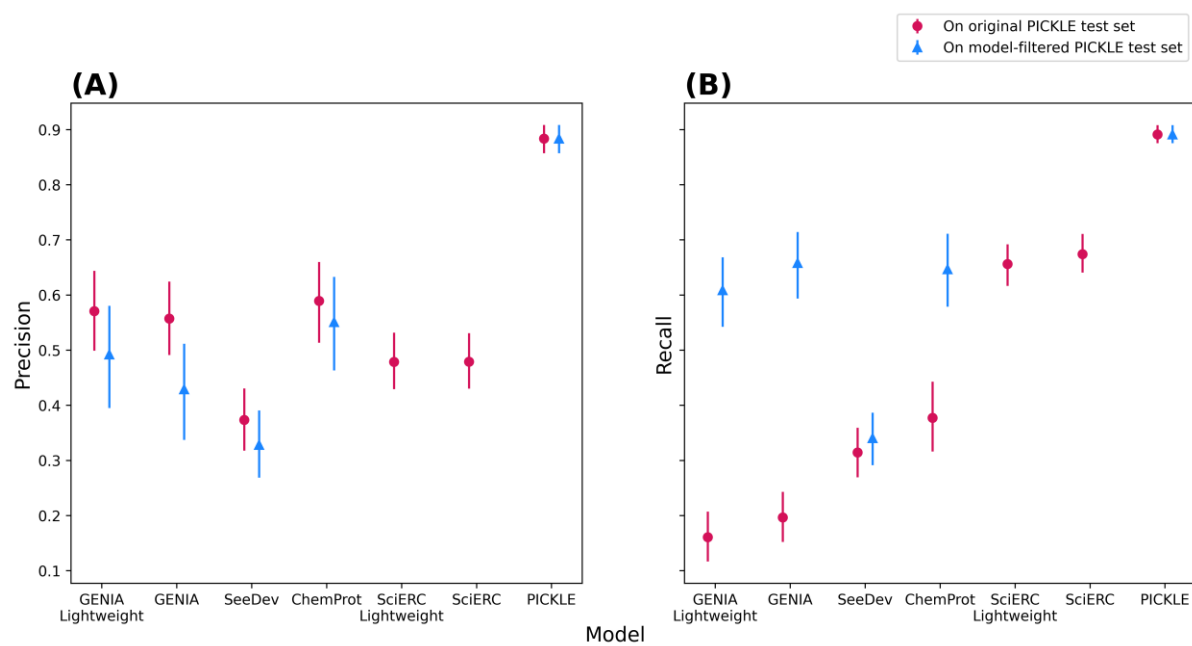 On original PICKLE test set
On model-filtered PICKLE test set
(A)
(B)
Precision
0.9
0.8
0.7
0.6
0.5
0.4
0.3
0.2
0.1
Recall
GENIA
Lightweight
GENIA
SeeDev
ChemProt
SciERC
Lightweight
SciERC
PICKLE
GENIA
Lightweight
GENIA
SeeDev
ChemProt
SciERC
Lightweight
SciERC
PICKLE
Model